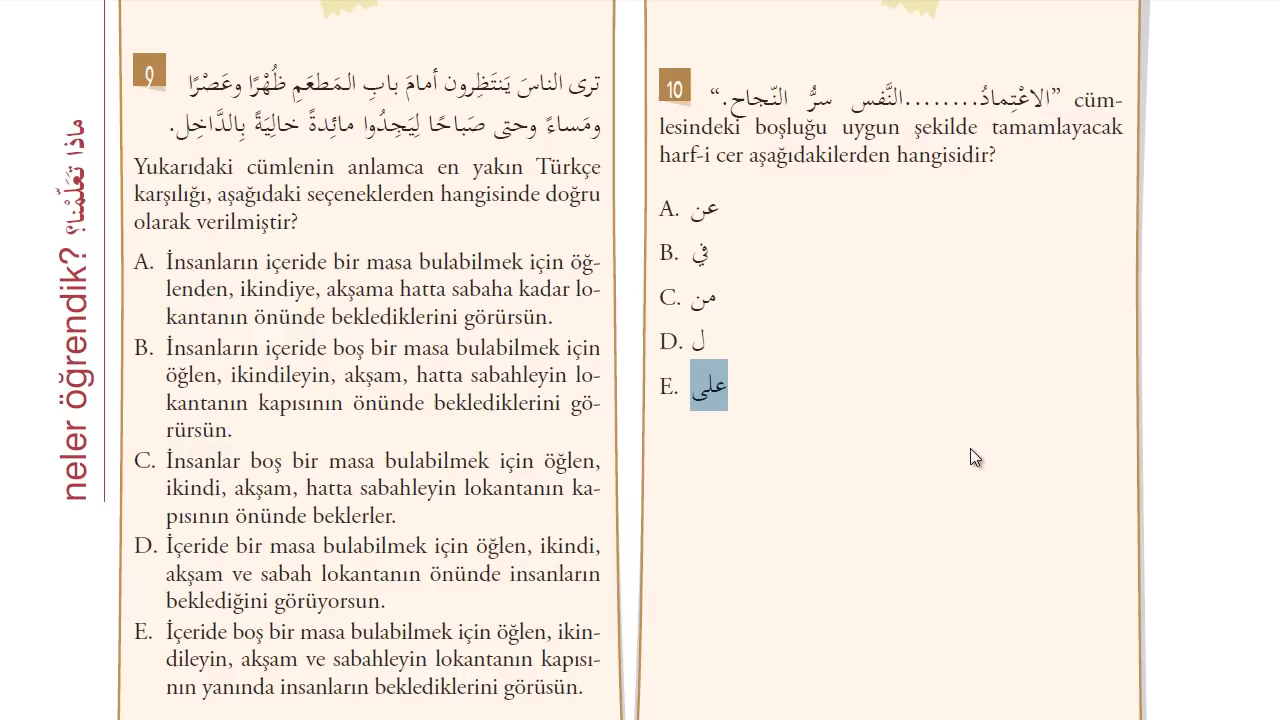 ماذا تَعَلَّمْنا؟
neler öğrendik?
9
ترى الناسَ يَنتَظِرون أمامَ بابِ المَطعَمِ ظُهْرًا وعَصْرًا
ومَساءً وحتى صَباحًا لِيَجِدُوا مائِدةً خالِيَةً بِالدَّاخِل.
Yukarıdaki cümlenin anlamca en yakın Türkçe
karşılığı, aşağıdaki seçeneklerden hangisinde doğru
olarak verilmiştir?
A. İnsanların içeride bir masa bulabilmek için öğ-
lenden, ikindiye, akşama hatta sabaha kadar lo-
kantanın önünde beklediklerini görürsün.
B. İnsanların içeride boş bir masa bulabilmek için
öğlen, ikindileyin, akşam, hatta sabahleyin lo-
kantanın kapısının önünde beklediklerini gö-
rürsün.
C. İnsanlar boş bir masa bulabilmek için öğlen,
ikindi, akşam, hatta sabahleyin lokantanın ka-
pısının önünde beklerler.
D. İçeride bir masa bulabilmek için öğlen, ikindi,
akşam ve sabah lokantanın önünde insanların
beklediğini görüyorsun.
E. İçeride boş bir masa bulabilmek için öğlen, ikin-
dileyin, akşam ve sabahleyin lokantanın kapısı-
nın yanında insanların beklediklerini görüsün.
10
“الاعْتِمادُ........النَّفس سرُّ النّجاح.” cüm-
lesindeki boşluğu uygun şekilde tamamlayacak
harf-i cer aşağıdakilerden hangisidir?
A. عن
B. في
C. من
D. ل
E. على